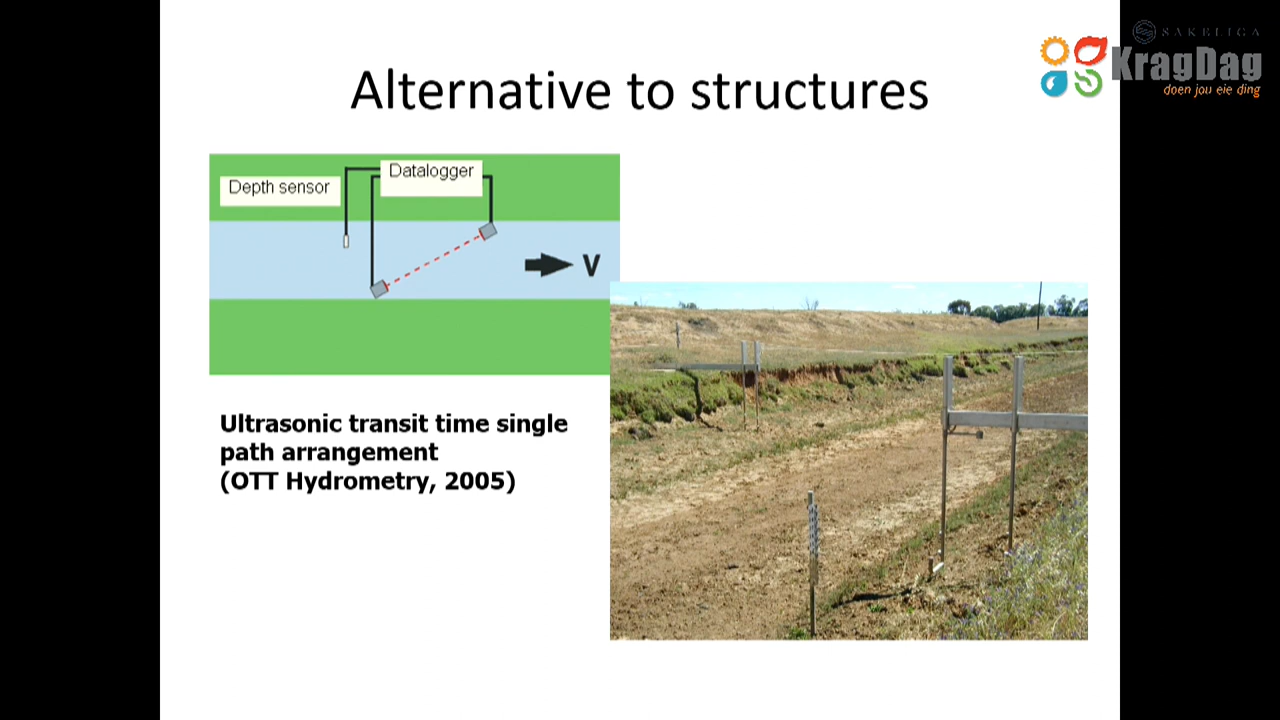 SAKELIGA
KragDag
doen jou eie ding
Alternative to structures
Depth sensor
Datalogger
V
Ultrasonic transit time single
path arrangement
(OTT Hydrometry, 2005)